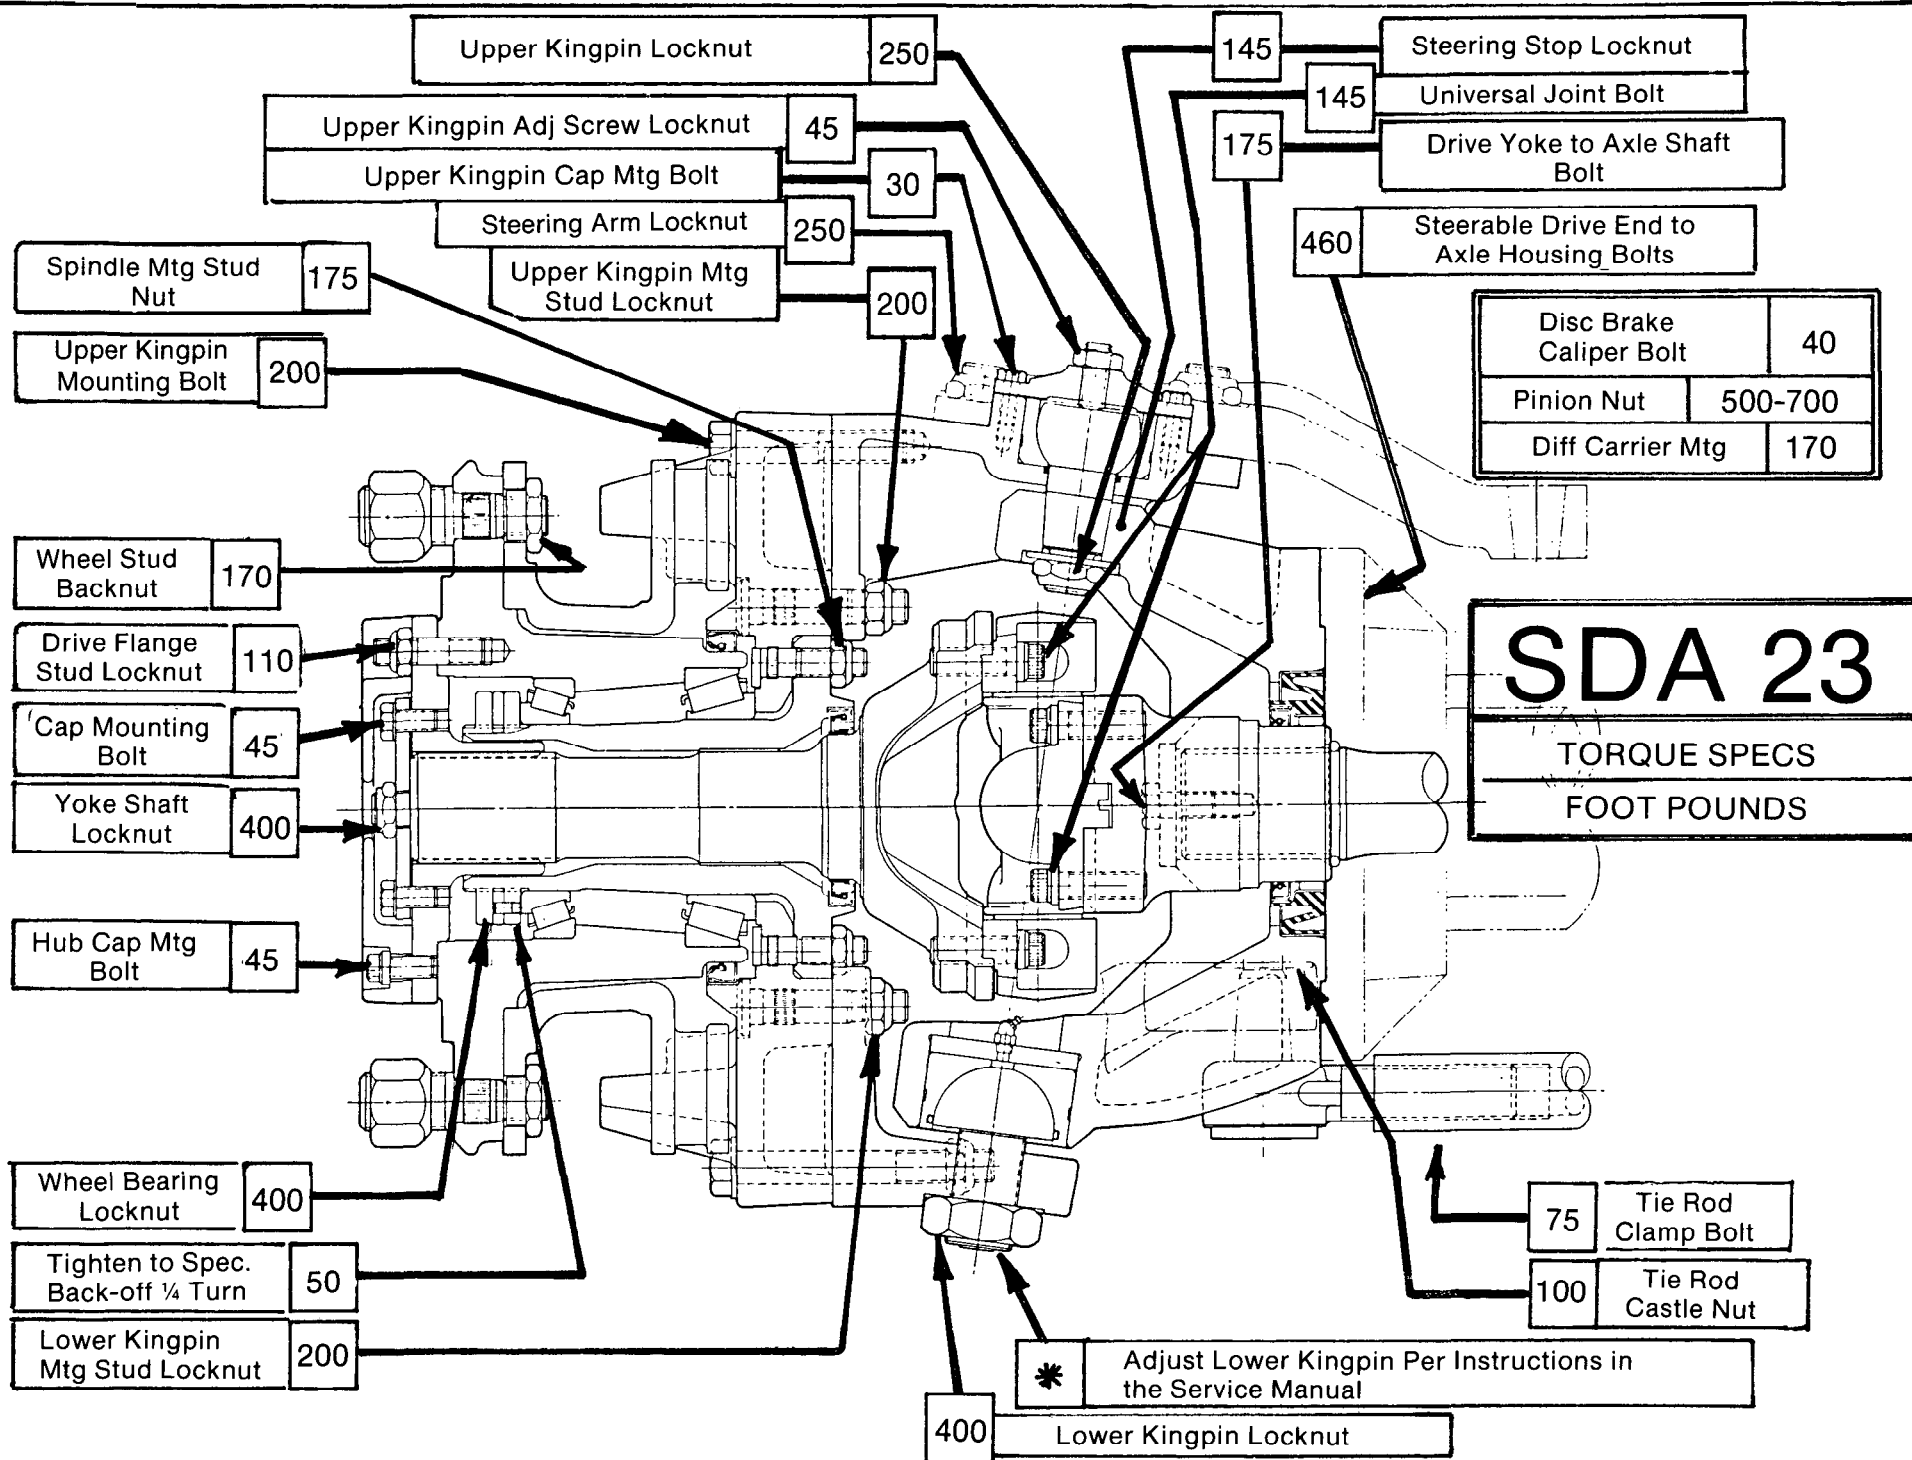 Upper Kingpin Locknut 250
145 Steering Stop Locknut
145 Universal Joint Bolt
Upper Kingpin Adj Screw Locknut 45
175 Drive Yoke to Axle Shaft
Bolt
Upper Kingpin Cap Mtg Bolt 30
Steering Arm Locknut 250
460 Steerable Drive End to
Axle Housing Bolts
Spindle Mtg Stud
Nut 175
Upper Kingpin Mtg
Stud Locknut 200
Upper Kingpin
Mounting Bolt 200
Disc Brake
Caliper Bolt 40
Pinion Nut 500-700
Diff Carrier Mtg 170
Wheel Stud
Backnut 170
Drive Flange
Stud Locknut 110
SDA 23
TORQUE SPECS
FOOT POUNDS
Cap Mounting
Bolt 45
Yoke Shaft
Locknut 400
Hub Cap Mtg
Bolt 45
Wheel Bearing
Locknut 400
Tighten to Spec.
Back-off ¼ Turn 50
Lower Kingpin
Mtg Stud Locknut 200
75 Tie Rod
Clamp Bolt
100 Tie Rod
Castle Nut
* Adjust Lower Kingpin Per Instructions in
the Service Manual
400 Lower Kingpin Locknut